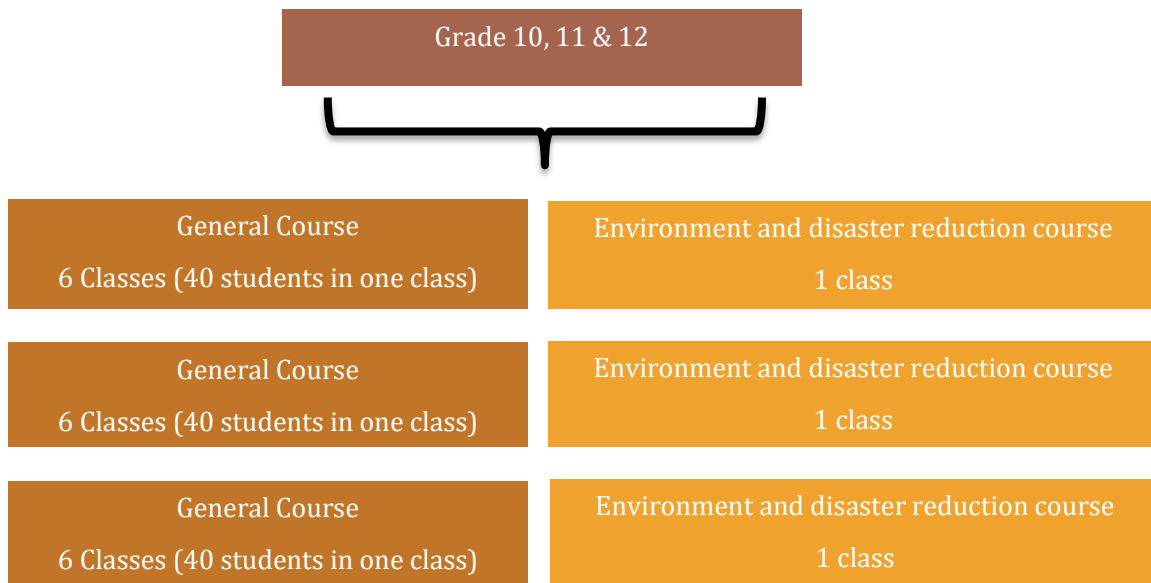 Grade 10, 11 & 12
General Course
6 Classes (40 students in one class)
Environment and disaster reduction course
1 class
General Course
6 Classes (40 students in one class)
Environment and disaster reduction course
1 class
General Course
6 Classes (40 students in one class)
Environment and disaster reduction course
1 class